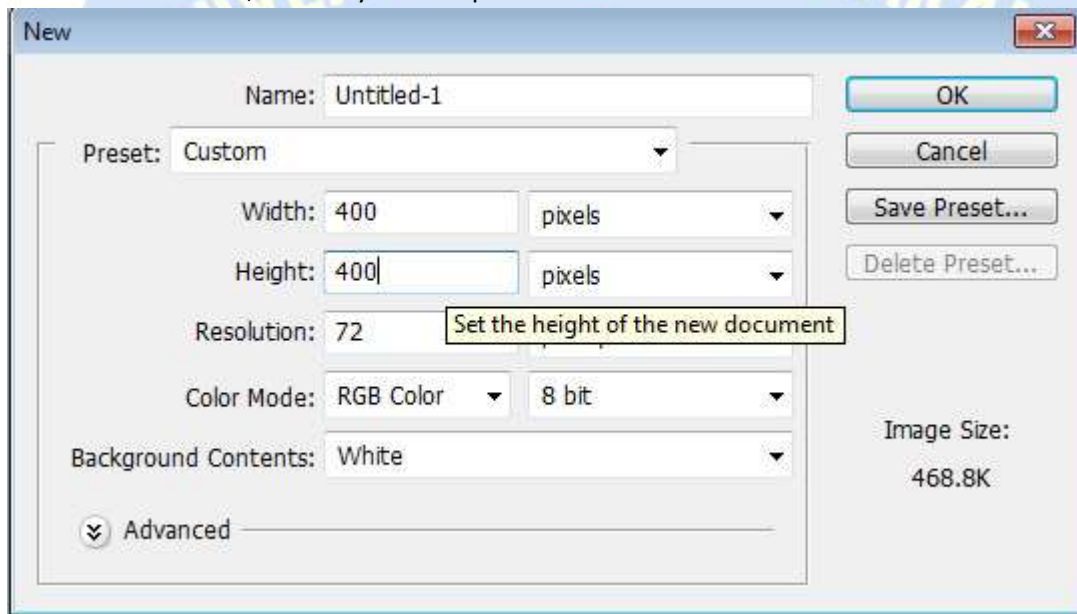 New
Name: Untitled-1
OK
Preset: Custom
Cancel
Width: 400 pixels
Save Preset...
Height: 400 pixels
Delete Preset...
Set the height of the new document
Resolution: 72
Color Mode: RGB Color 8 bit
Image Size:
Background Contents: White
468.8K
Advanced